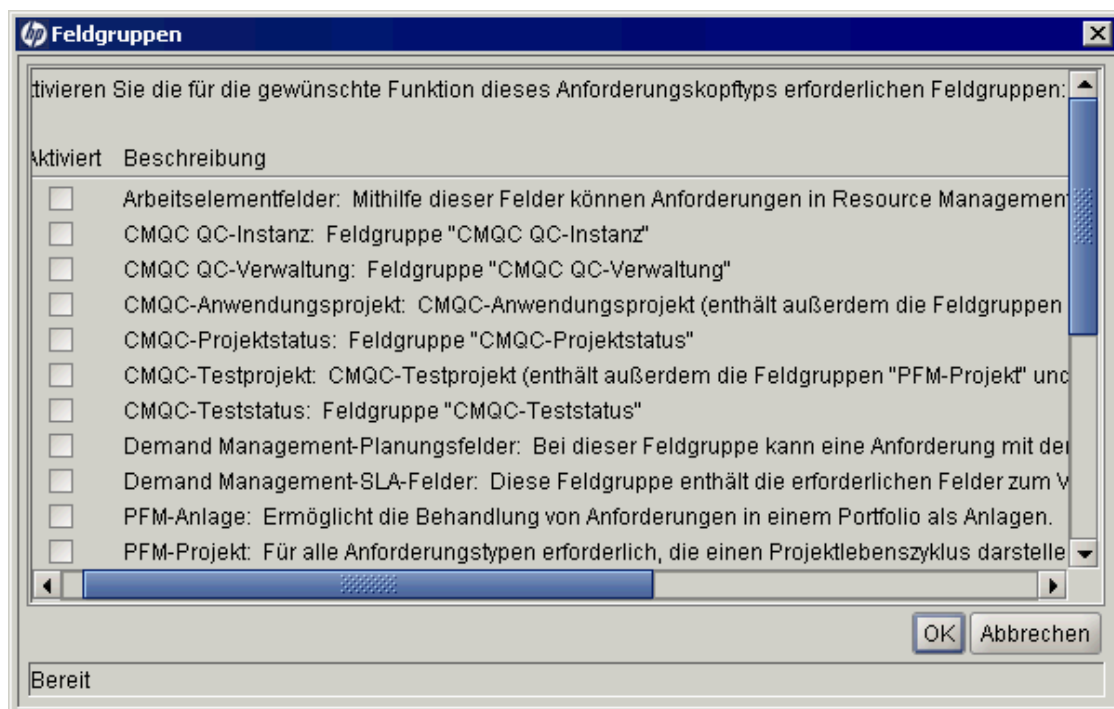 hp Feldgruppen
tivieren Sie die für die gewünschte Funktion dieses Anforderungskopftyps erforderlichen Feldgruppen:
Aktiviert Beschreibung
Arbeitselementfelder: Mithilfe dieser Felder können Anforderungen in Resource Management
CMQC QC-Instanz: Feldgruppe "CMQC QC-Instanz"
CMQC QC-Verwaltung: Feldgruppe "CMQC QC-Verwaltung"
CMQC-Anwendungsprojekt: CMQC-Anwendungsprojekt (enthält außerdem die Feldgruppen
CMQC-Projektstatus: Feldgruppe "CMQC-Projektstatus"
CMQC-Testprojekt: CMQC-Testprojekt (enthält außerdem die Feldgruppen "PFM-Projekt" und
CMQC-Teststatus: Feldgruppe "CMQC-Teststatus"
Demand Management-Planungsfelder: Bei dieser Feldgruppe kann eine Anforderung mit der
Demand Management-SLA-Felder: Diese Feldgruppe enthält die erforderlichen Felder zum V
PFM-Anlage: Ermöglicht die Behandlung von Anforderungen in einem Portfolio als Anlagen.
PFM-Projekt: Für alle Anforderungstypen erforderlich, die einen Projektlebenszyklus darstelle
OK Abbrechen
Bereit